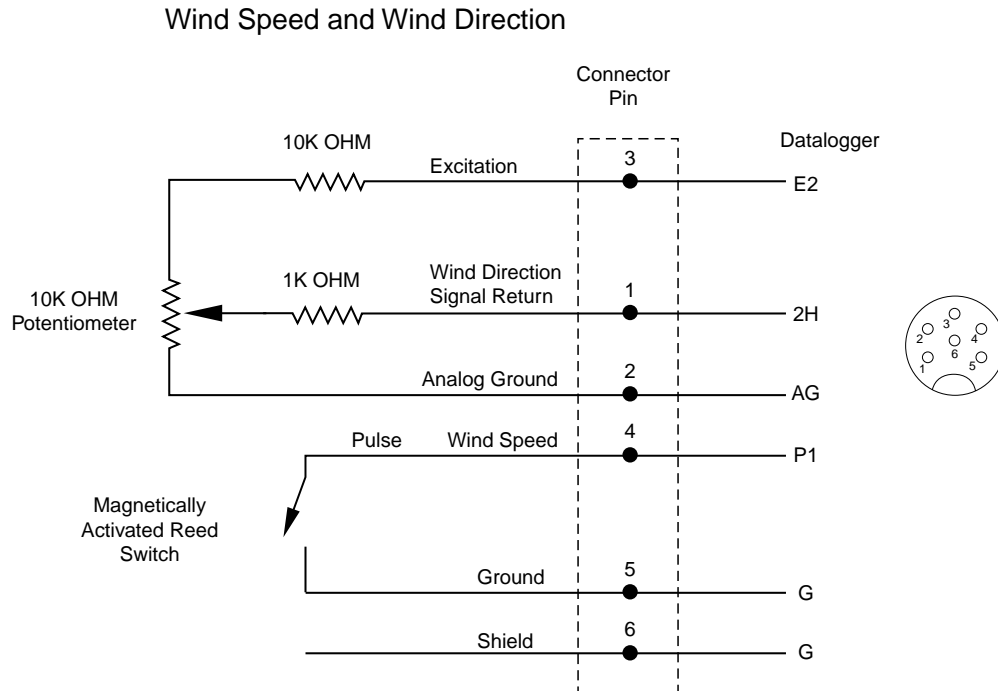 Wind Speed and Wind Direction
Connector
Pin
Datalogger
10K OHM
Excitation
3
E2
10K OHM
Potentiometer
1K OHM
Wind Direction
Signal Return
1
2H
Analog Ground
2
AG
Pulse
Wind Speed
4
P1
Magnetically
Activated Reed
Switch
Ground
5
G
Shield
6
G
3
2
4
6
1
5